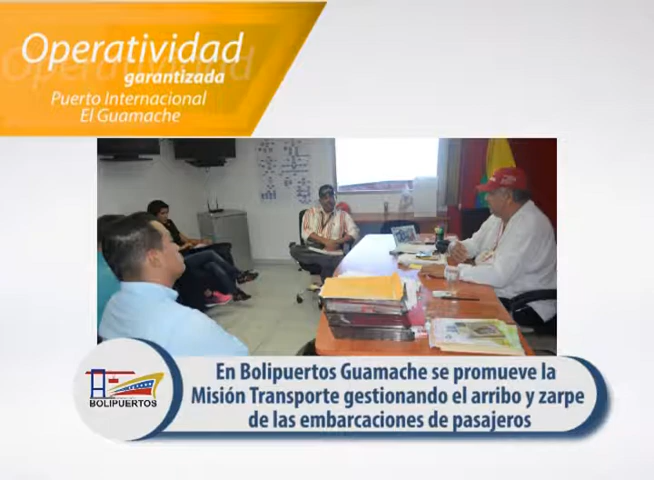 Operatividad
garantizada
Puerto Internacional
El Guamache
En Bolipuertos Guamache se promueve la
Misión Transporte gestionando el arribo y zarpe
de las embarcaciones de pasajeros
BOLIPUERTOS